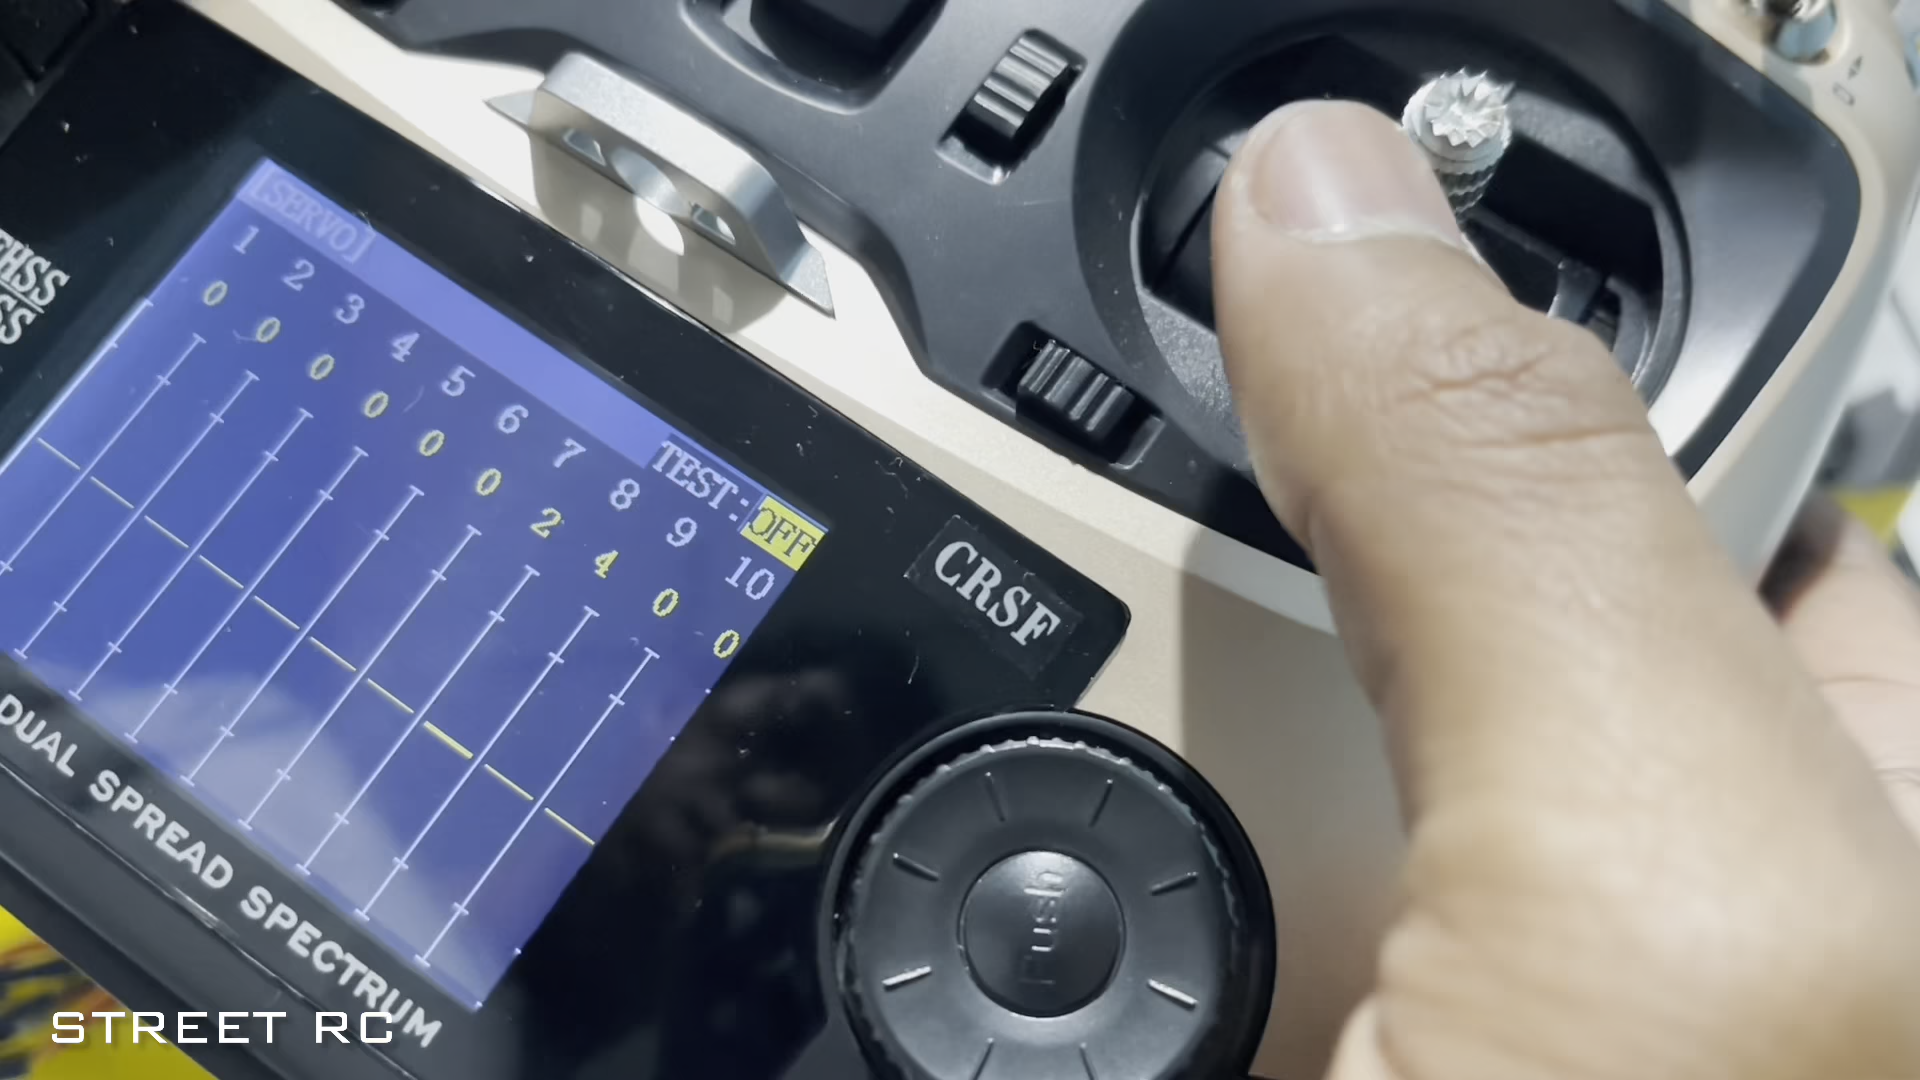 [SERVO]
TEST:OFF
1 2 3 4 5 6 7 8 9 10
0 0 0 0 0 0 2 4 0 0
CRSF
DUAL SPREAD SPECTRUM
Push
STREET RC